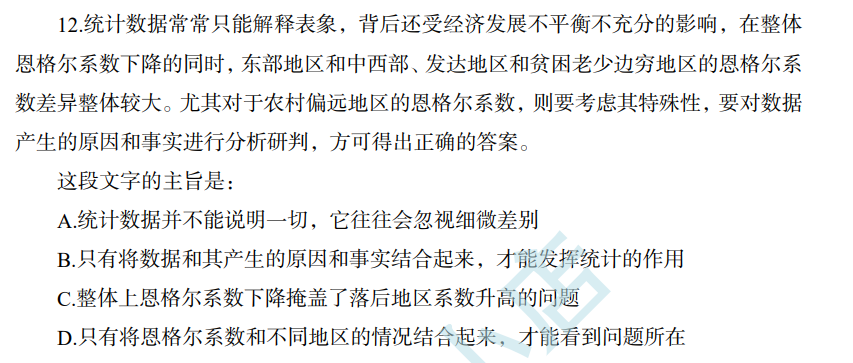 12.统计数据常常只能解释表象，背后还受经济发展不平衡不充分的影响，在整体
恩格尔系数下降的同时，东部地区和中西部、发达地区和贫困老少边穷地区的恩格尔系
数差异整体较大。尤其对于农村偏远地区的恩格尔系数，则要考虑其特殊性，要对数据
产生的原因和事实进行分析研判，方可得出正确的答案。
这段文字的主旨是：
A.统计数据并不能说明一切，它往往会忽视细微差别
B.只有将数据和其产生的原因和事实结合起来，才能发挥统计的作用
C.整体上恩格尔系数下降掩盖了落后地区系数升高的问题
D.只有将恩格尔系数和不同地区的情况结合起来，才能看到问题所在